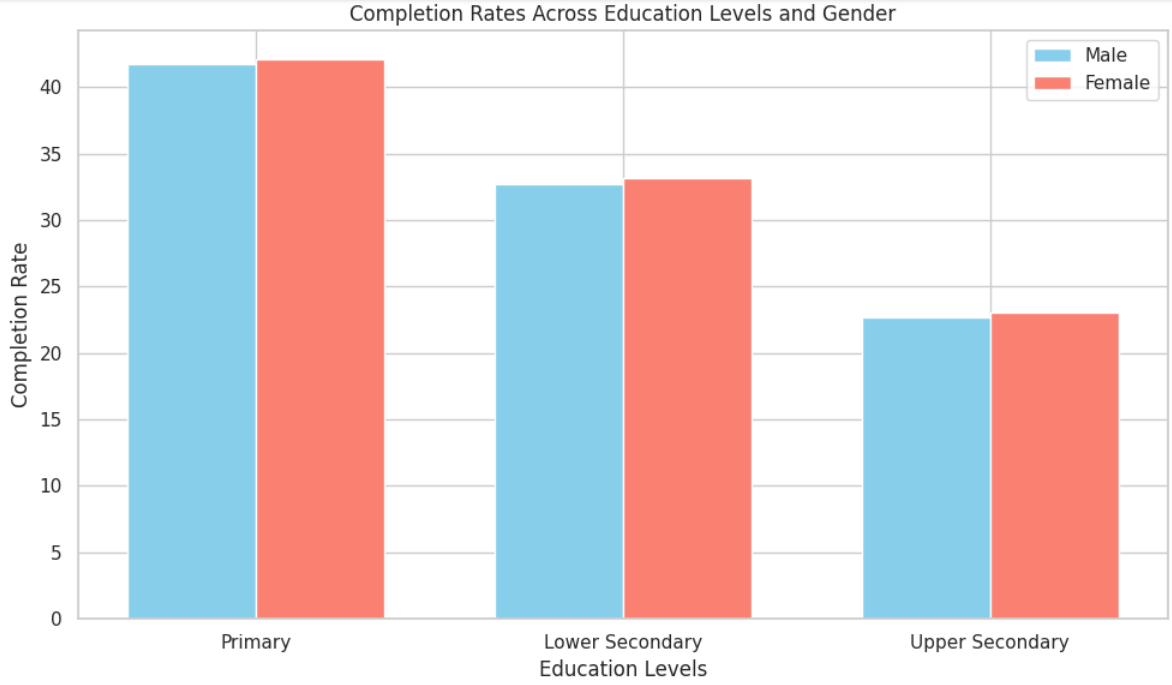 Completion Rates Across Education Levels and Gender
Male
Female
40
35
30
25
20
15
10
5
0
Completion Rate
Primary
Lower Secondary
Upper Secondary
Education Levels